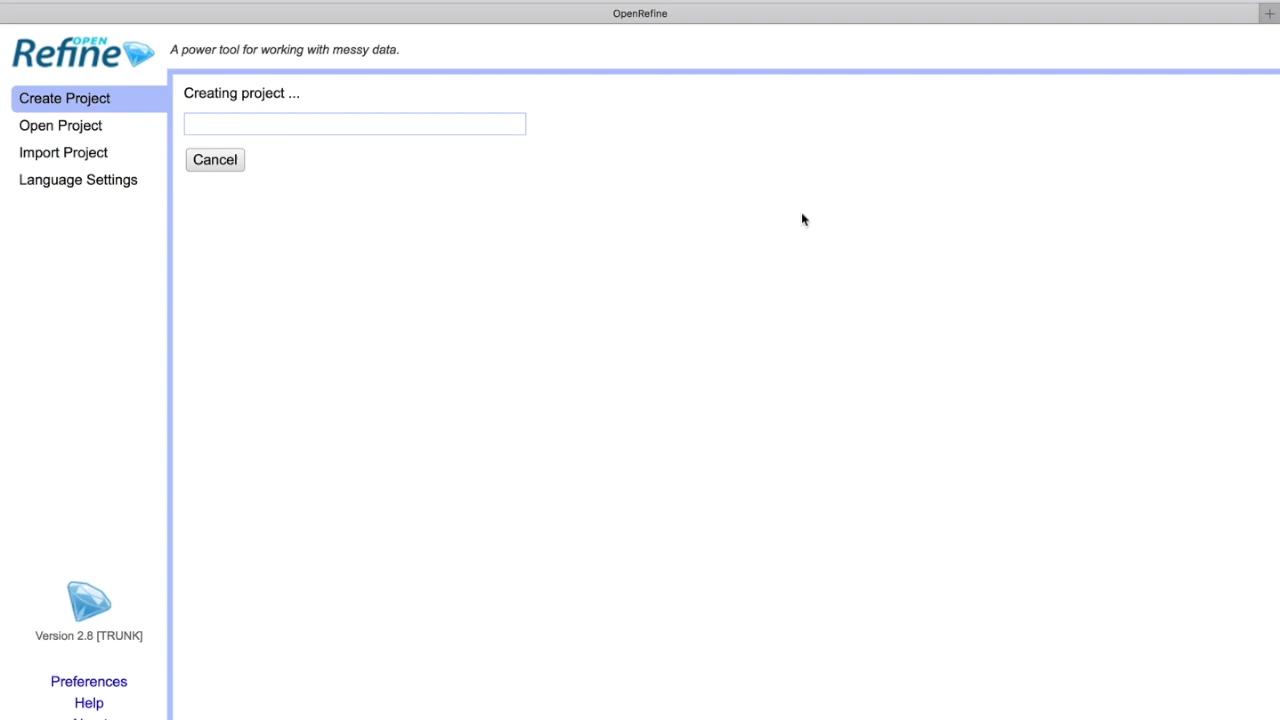 OpenRefine
OPEN
Refine
A power tool for working with messy data.
Create Project
Open Project
Import Project
Language Settings
Creating project ...
Cancel
Version 2.8 [TRUNK]
Preferences
Help